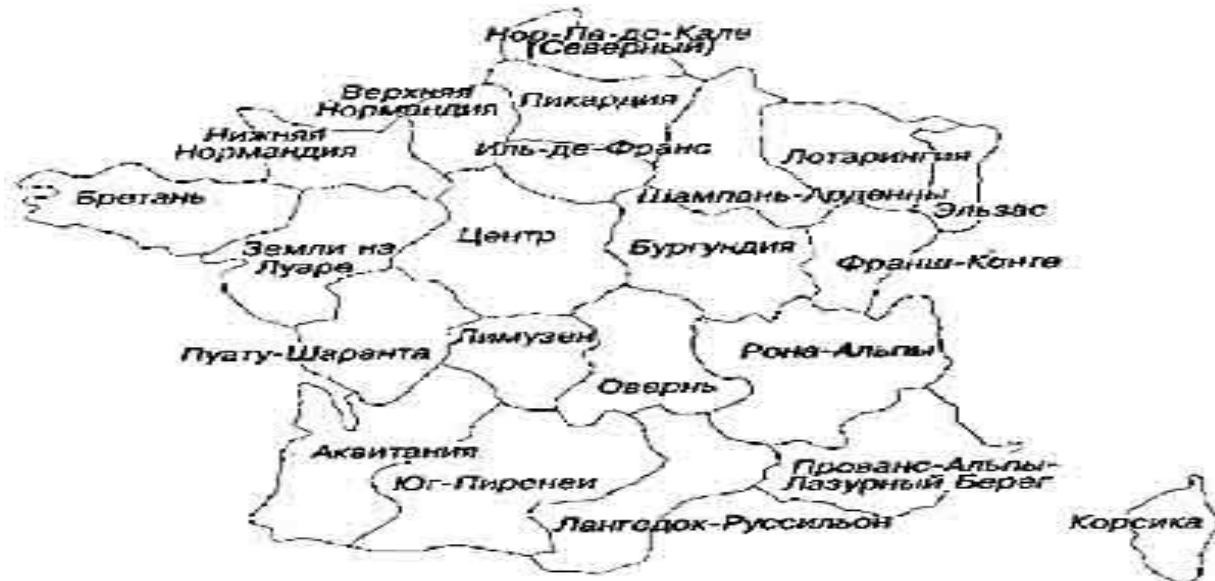 Нор-Па-де-Кале
(Северный)
Верхняя
Нормандия
Пикардия
Нижняя
Нормандия
Иль-де-Франс
Лотарингия
Бретань
Шампань-Арденны
Эльзас
Земли на
Луаре
Центр
Бургундия
Франш-Конте
Пуату-Шаранта
Лимузен
Рона-Альпы
Овернь
Аквитания
Юг-Пиренеи
Прованс-Альпы-
Лазурный Берег
Лангедок-Руссильон
Корсика